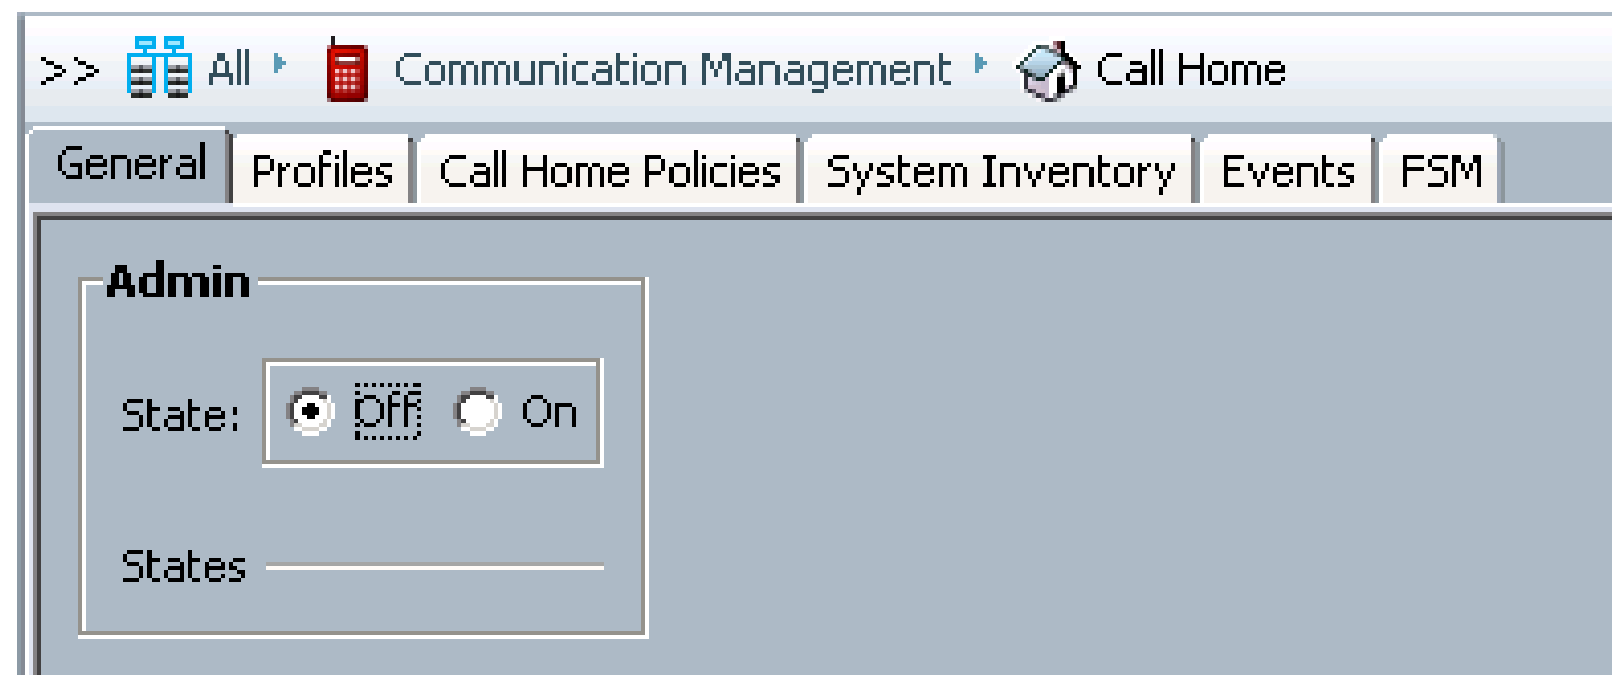 >> All Communication Management Call Home
General Profiles Call Home Policies System Inventory Events FSM
Admin
State: Off On
States